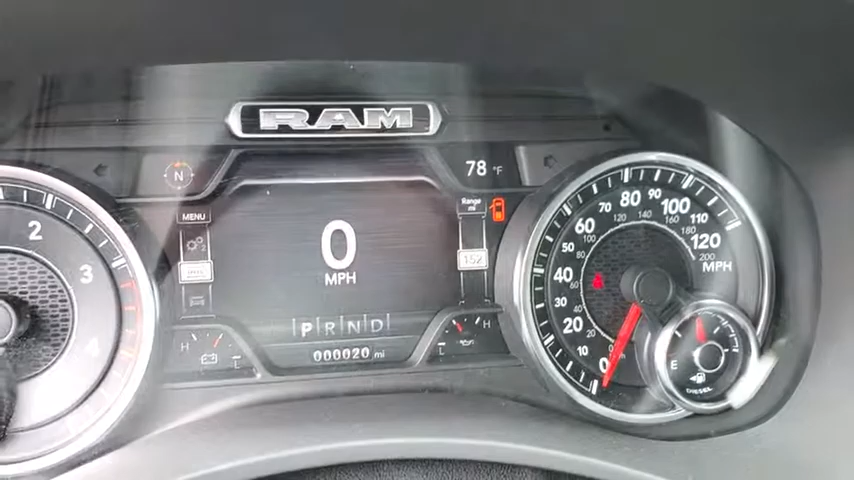 RAM
N
78 °F
MENU
Range
mi
152
0
MPH
P R N D
000020 mi
H
L
H
L
2
3
4
0
10
20
30
40
50
60
70
80
90
100
110
120
MPH
20
40
60
80
100
120
140
160
180
200
E
DIESEL